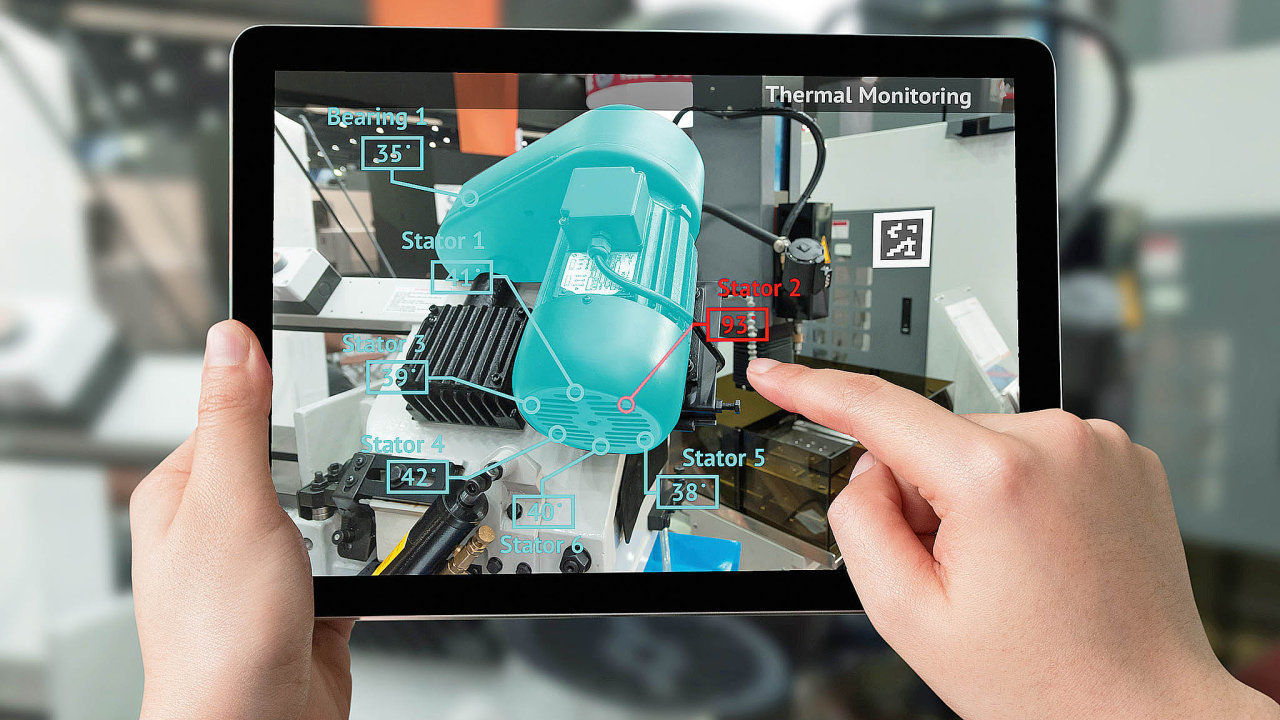 Thermal Monitoring
Bearing 1
35°
Stator 1
41°
Stator 2
93°
Stator 3
39°
Stator 4
42°
Stator 5
38°
40°
Stator 6